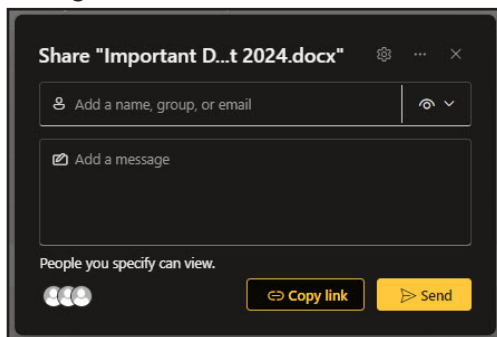 Share "Important D...t 2024.docx"
Add a name, group, or email
Add a message
People you specify can view.
Copy link
Send